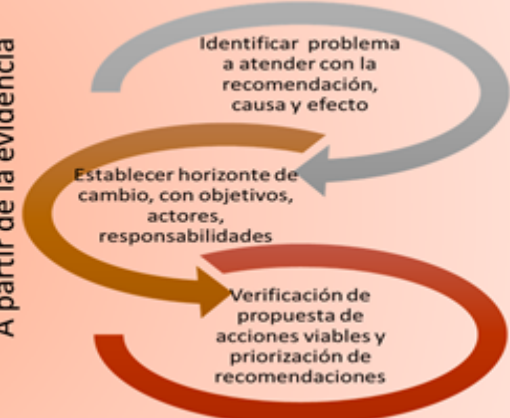 A partir de la evidencia
Identificar problema
a atender con la
recomendación,
causa y efecto
Establecer horizonte de
cambio, con objetivos,
actores,
responsabilidades
Verificación de
propuesta de
acciones viables y
priorización de
recomendaciones